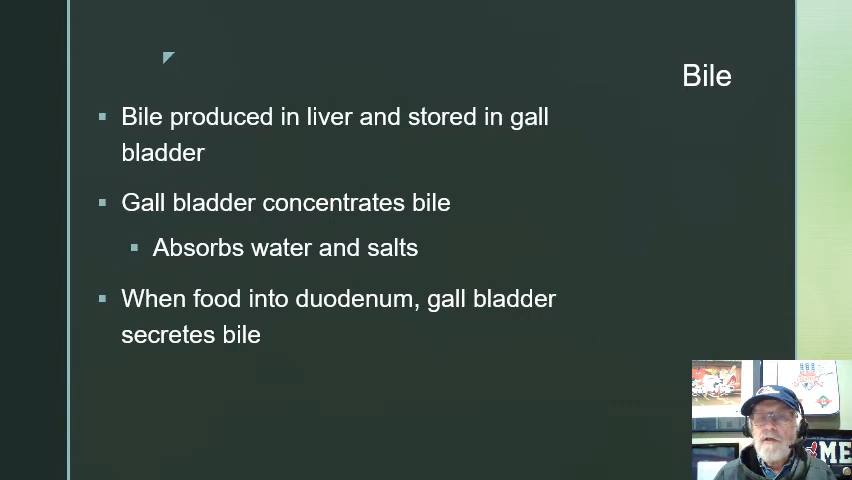 Bile
Bile produced in liver and stored in gall
bladder
Gall bladder concentrates bile
Absorbs water and salts
When food into duodenum, gall bladder
secretes bile
ME